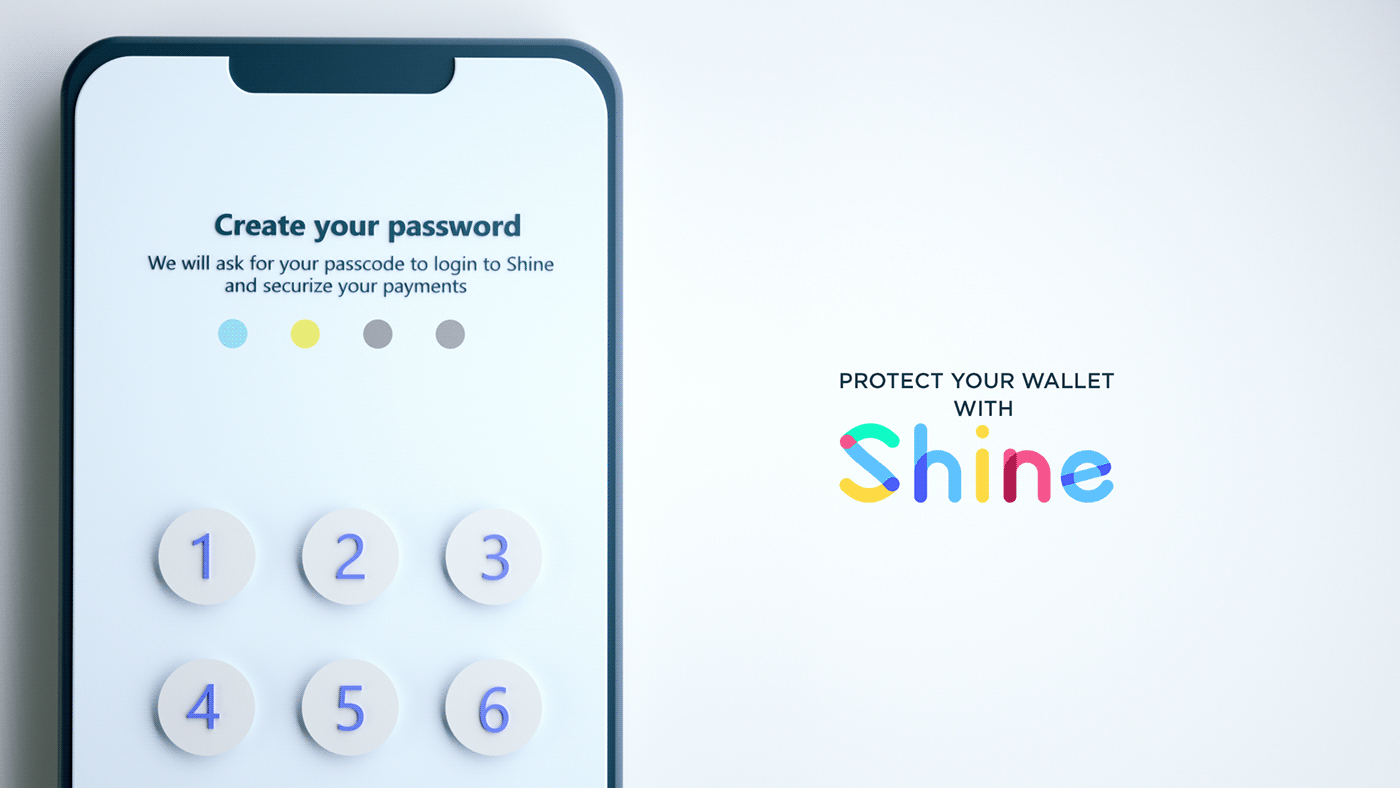 Create your password
We will ask for your passcode to login to Shine
and securize your payments
1 2 3
4 5 6
PROTECT YOUR WALLET
WITH
Shine